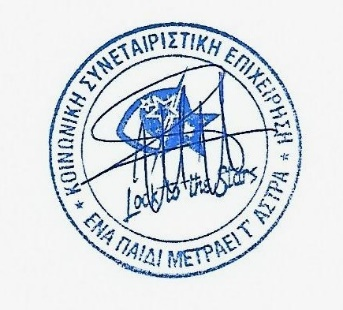 ΚΟΙΝΩΝΙΚΗ ΣΥΝΕΤΑΙΡΙΣΤΙΚΗ ΕΠΙΧΕΙΡΗΣΗ
Look to the Stars
★ ΕΝΑ ΠΑΙΔΙ ΜΕΤΡΑΕΙ Τ' ΑΣΤΡΑ ★